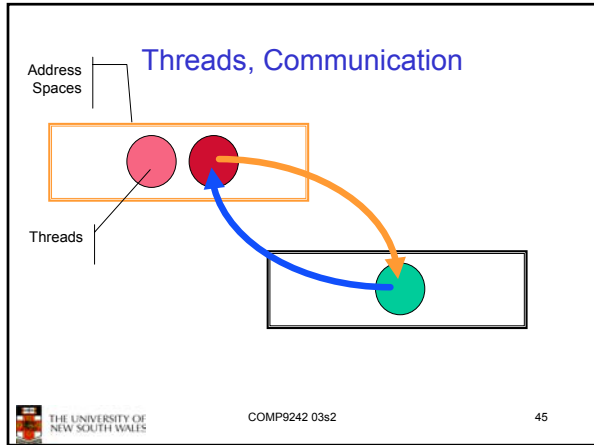 Threads, Communication
Address
Spaces
Threads
THE UNIVERSITY OF
NEW SOUTH WALES
COMP9242 03s2
45